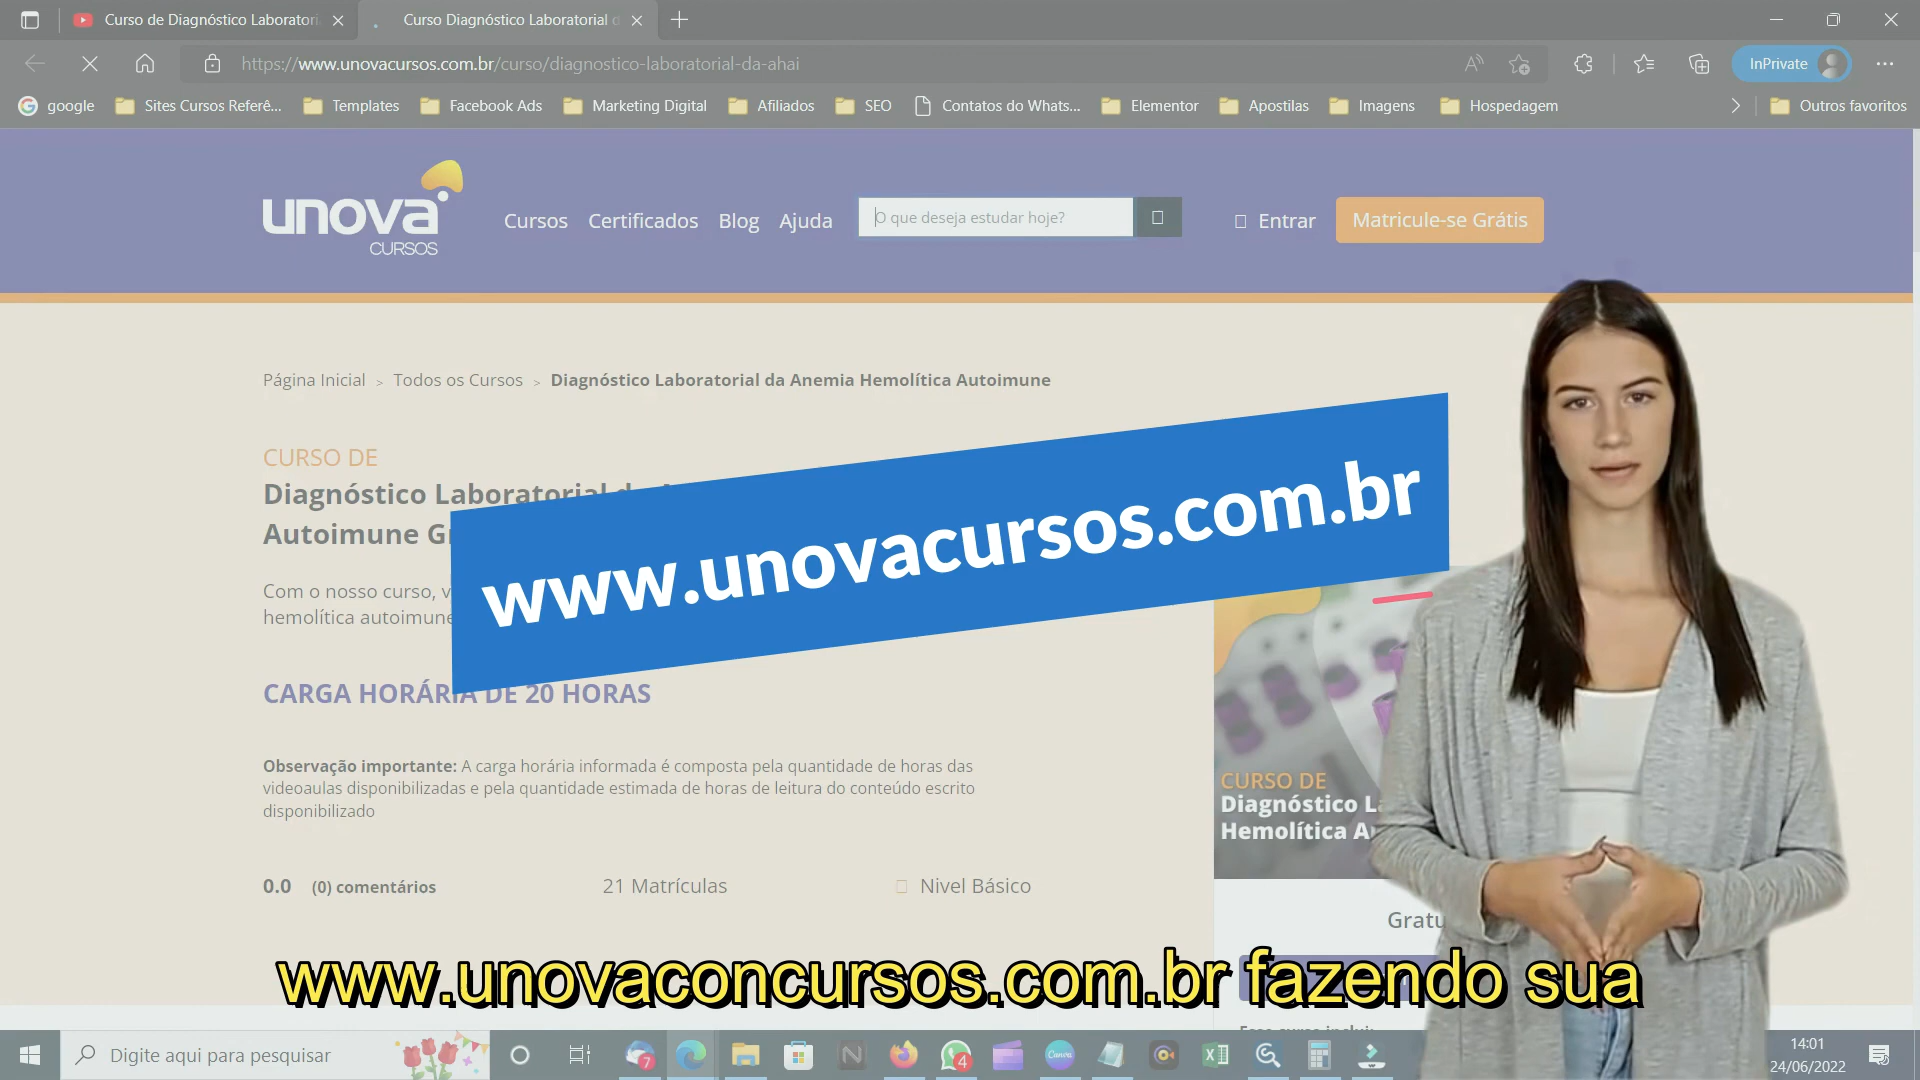 Curso de Diagnóstico Laboratori
Curso Diagnóstico Laboratorial d
https://www.unovacursos.com.br/curso/diagnostico-laboratorial-da-ahai
InPrivate
google
Sites Cursos Referê...
Templates
Facebook Ads
Marketing Digital
Afiliados
SEO
Contatos do Whats...
Elementor
Apostilas
Imagens
Hospedagem
Outros favoritos
unova
CURSOS
Cursos
Certificados
Blog
Ajuda
O que deseja estudar hoje?
Entrar
Matricule-se Grátis
Página Inicial > Todos os Cursos > Diagnóstico Laboratorial da Anemia Hemolítica Autoimune
CURSO DE
Diagnóstico Laboratorial
Autoimune
www.unovacursos.com.br
Com o nosso curso,
hemolítica autoimune
CARGA HORÁRIA DE 20 HORAS
Observação importante: A carga horária informada é composta pela quantidade de horas das
videoaulas disponibilizadas e pela quantidade estimada de horas de leitura do conteúdo escrito
disponibilizado
CURSO DE
Diagnóstico
Hemolítica
0.0 (0) comentários
21 Matrículas
Nivel Básico
Gratu
www.unovaconcursos.com.br fazendo sua
Digite aqui para pesquisar
7
4
Canva
14:01
24/06/2022